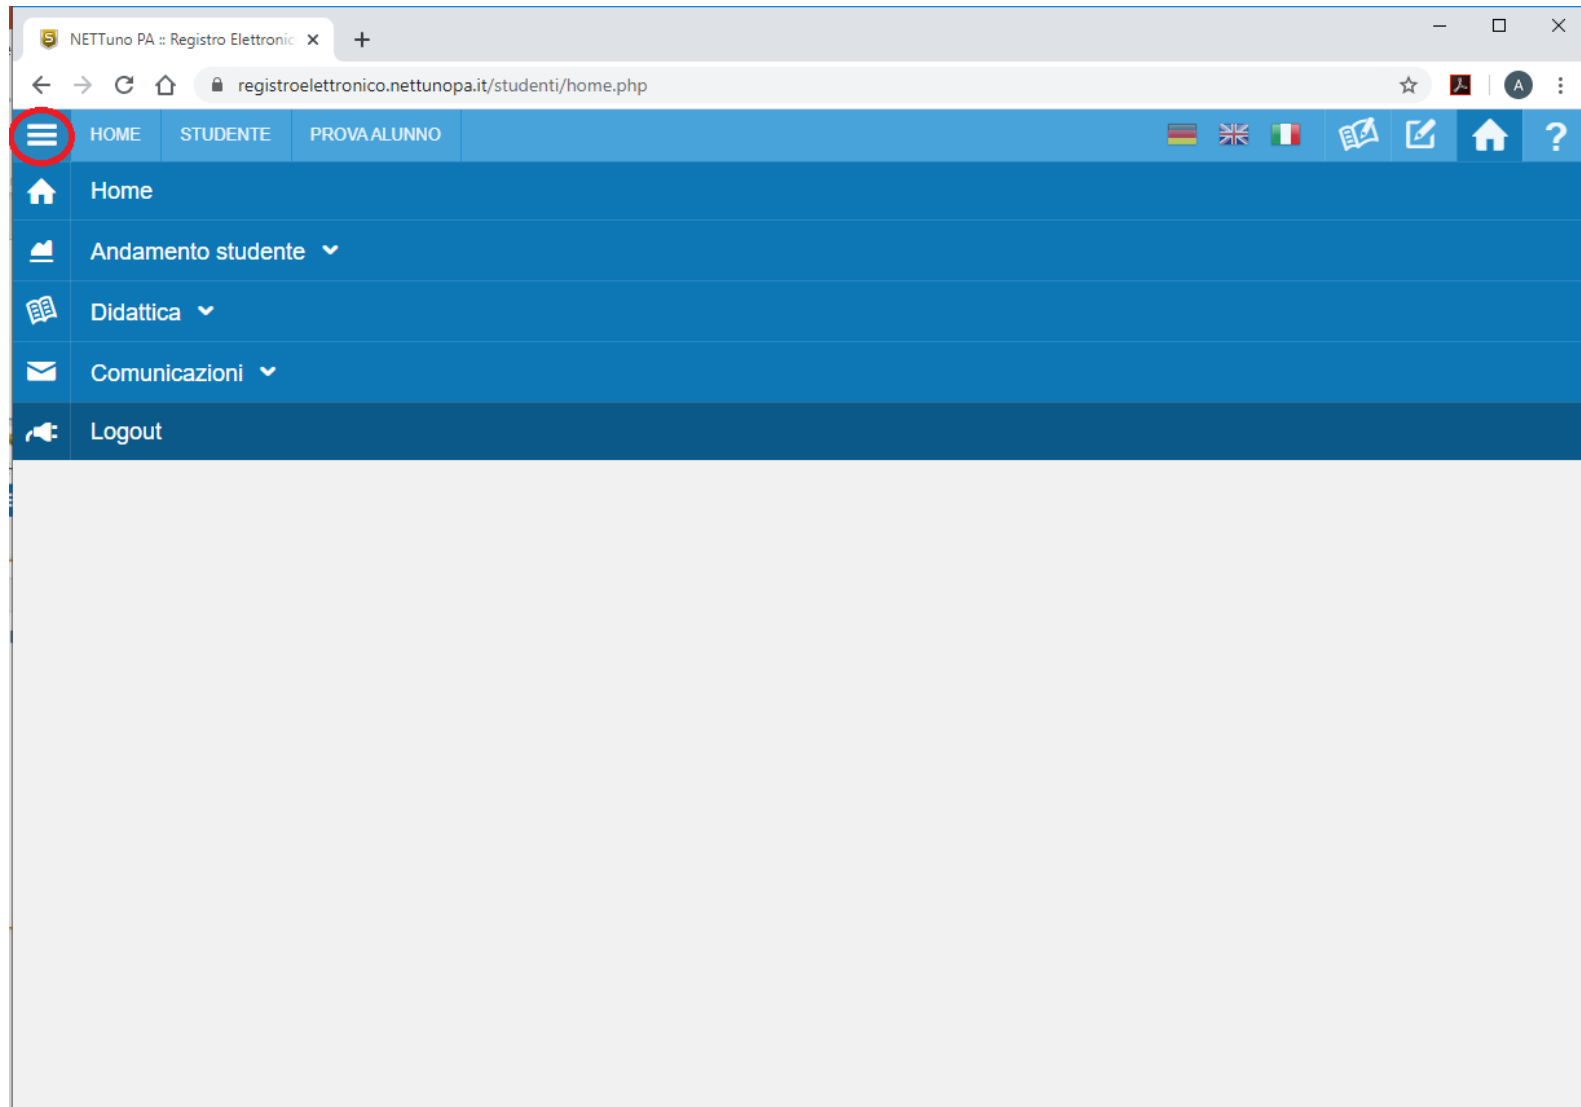 NETTuno PA :: Registro Elettronic
registroelettronico.nettunopa.it/studenti/home.php
A
HOME STUDENTE PROVA ALUNNO ?
Home
Andamento studente
Didattica
Comunicazioni
Logout